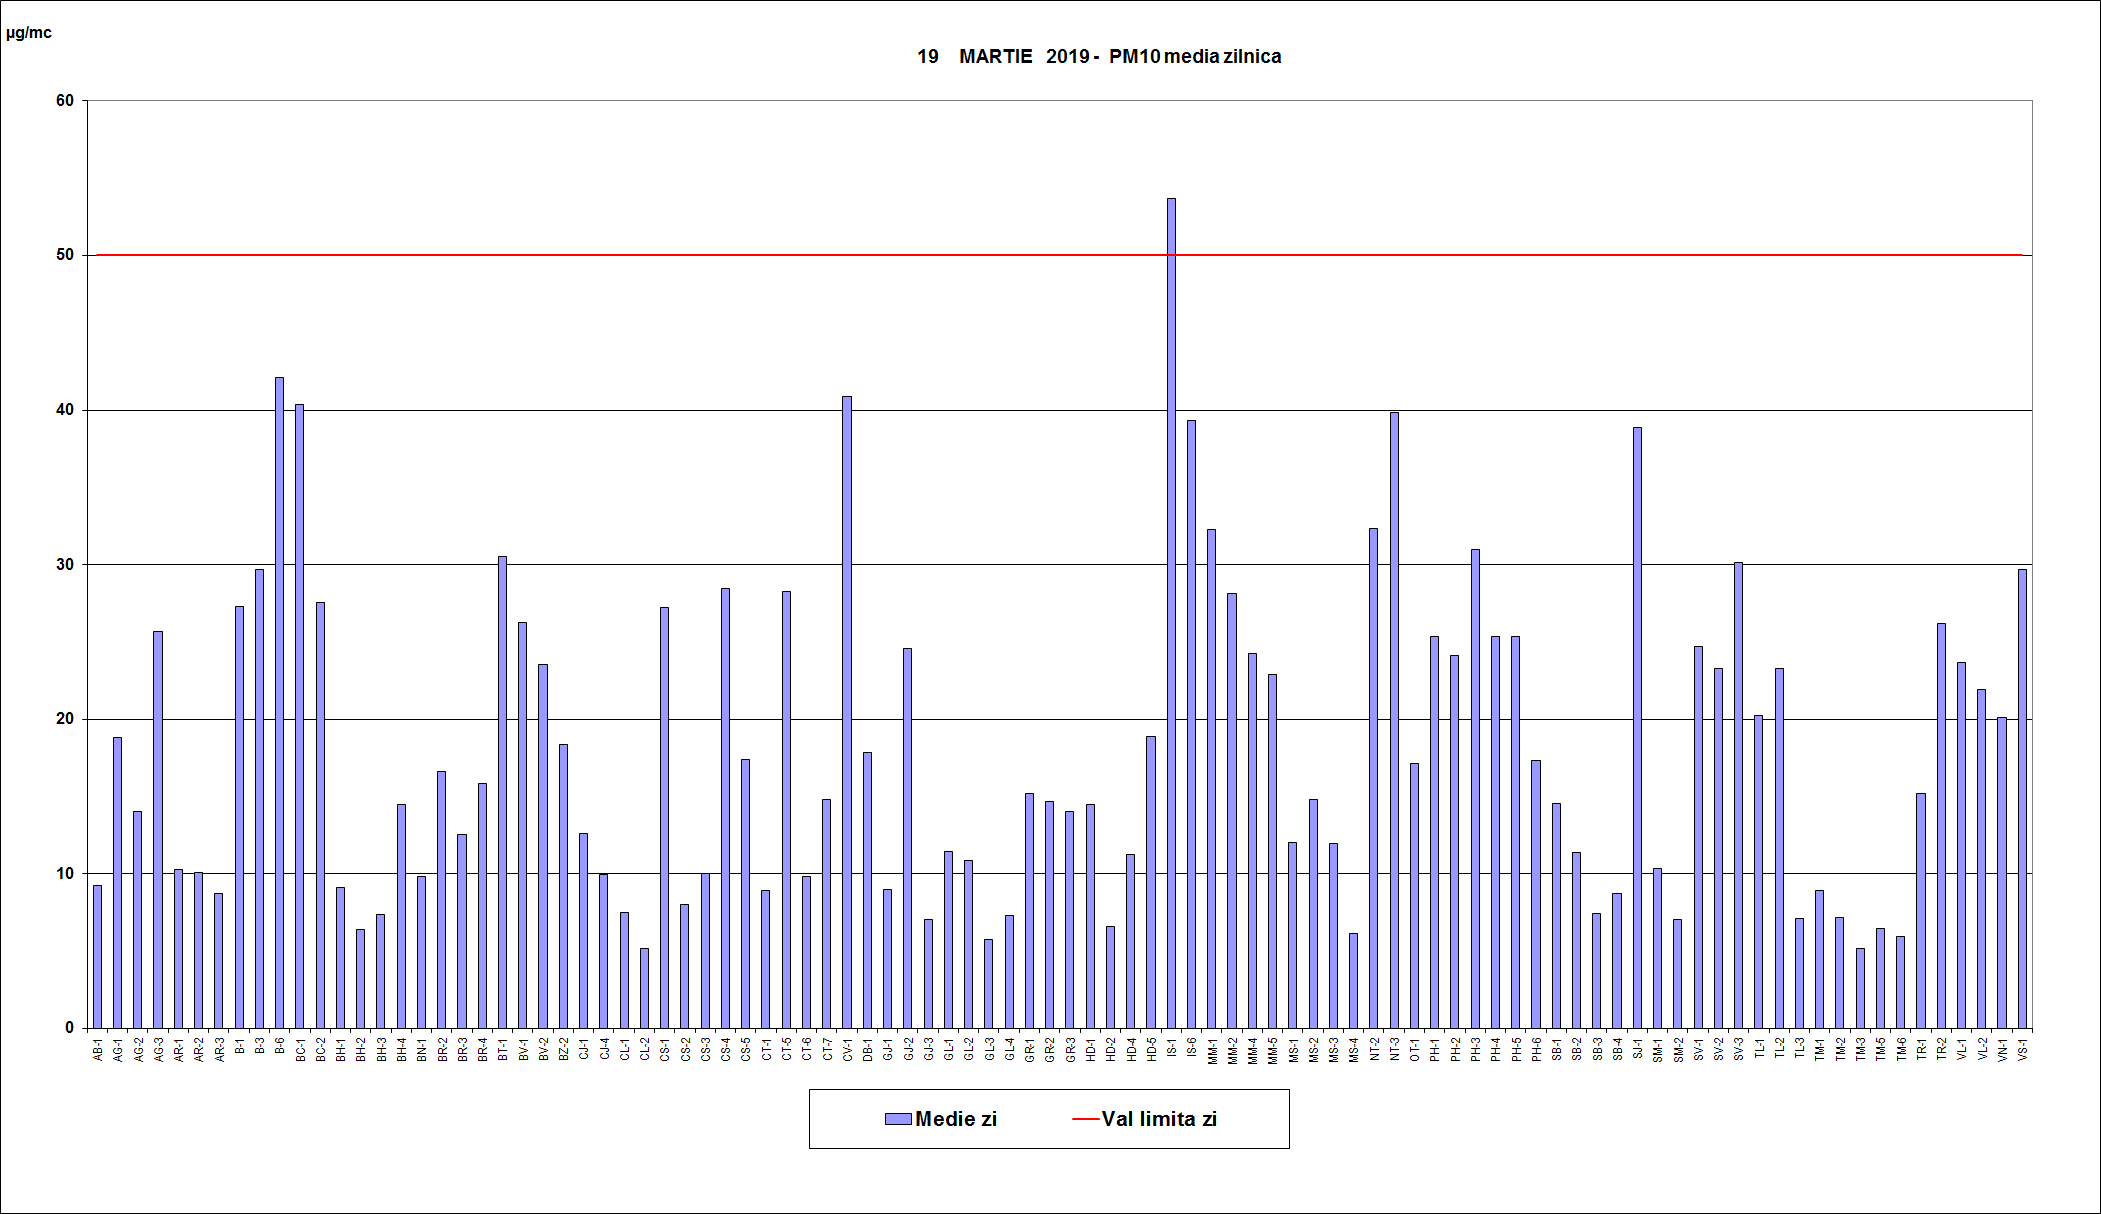 µg/mc
19 MARTIE 2019 - PM10 media zilnica
60
50
40
30
20
10
0
AB-1 AG-1 AG-2 AG-3 AR-1 AR-2 AR-3 B-1 B-3 B-6 BC-1 BC-2 BH-1 BH-2 BH-3 BH-4 BN-1 BR-2 BR-3 BR-4 BT-1 BV-1 BV-2 BZ-2 CJ-1 CJ-4 CL-1 CL-2 CS-1 CS-2 CS-3 CS-4 CS-5 CT-1 CT-5 CT-6 CT-7 CV-1 DB-1 GJ-1 GJ-2 GJ-3 GL-1 GL-2 GL-3 GL-4 GR-1 GR-2 GR-3 HD-1 HD-2 HD-4 HD-5 IS-1 IS-6 MM-1 MM-2 MM-4 MM-5 MS-1 MS-2 MS-3 MS-4 NT-2 NT-3 OT-1 PH-1 PH-2 PH-3 PH-4 PH-5 PH-6 SB-1 SB-2 SB-3 SB-4 SJ-1 SM-1 SM-2 SV-1 SV-2 SV-3 TL-1 TL-2 TL-3 TM-1 TM-2 TM-3 TM-5 TM-6 TR-1 TR-2 VL-1 VL-2 VN-1 VS-1
Medie zi Val limita zi